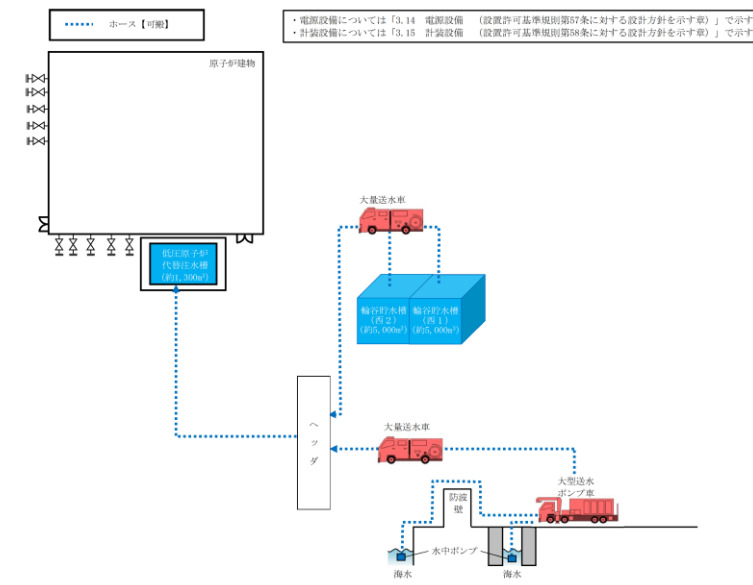 ホース【可搬】
・電源設備については「3.14　電源設備　(設置許可基準規則第57条に対する設計方針を示す章)」で示す
・計装設備については「3.15　計装設備　(設置許可基準規則第58条に対する設計方針を示す章)」で示す
原子炉建物
大量送水車
低圧原子炉
代替注水槽
(約1,300m³)
輪谷貯水槽
(西2)
(約5,000m³)
輪谷貯水槽
(西1)
(約5,000m³)
ヘッダ
大量送水車
大型送水
ポンプ車
防波
壁
水中ポンプ
海水
海水